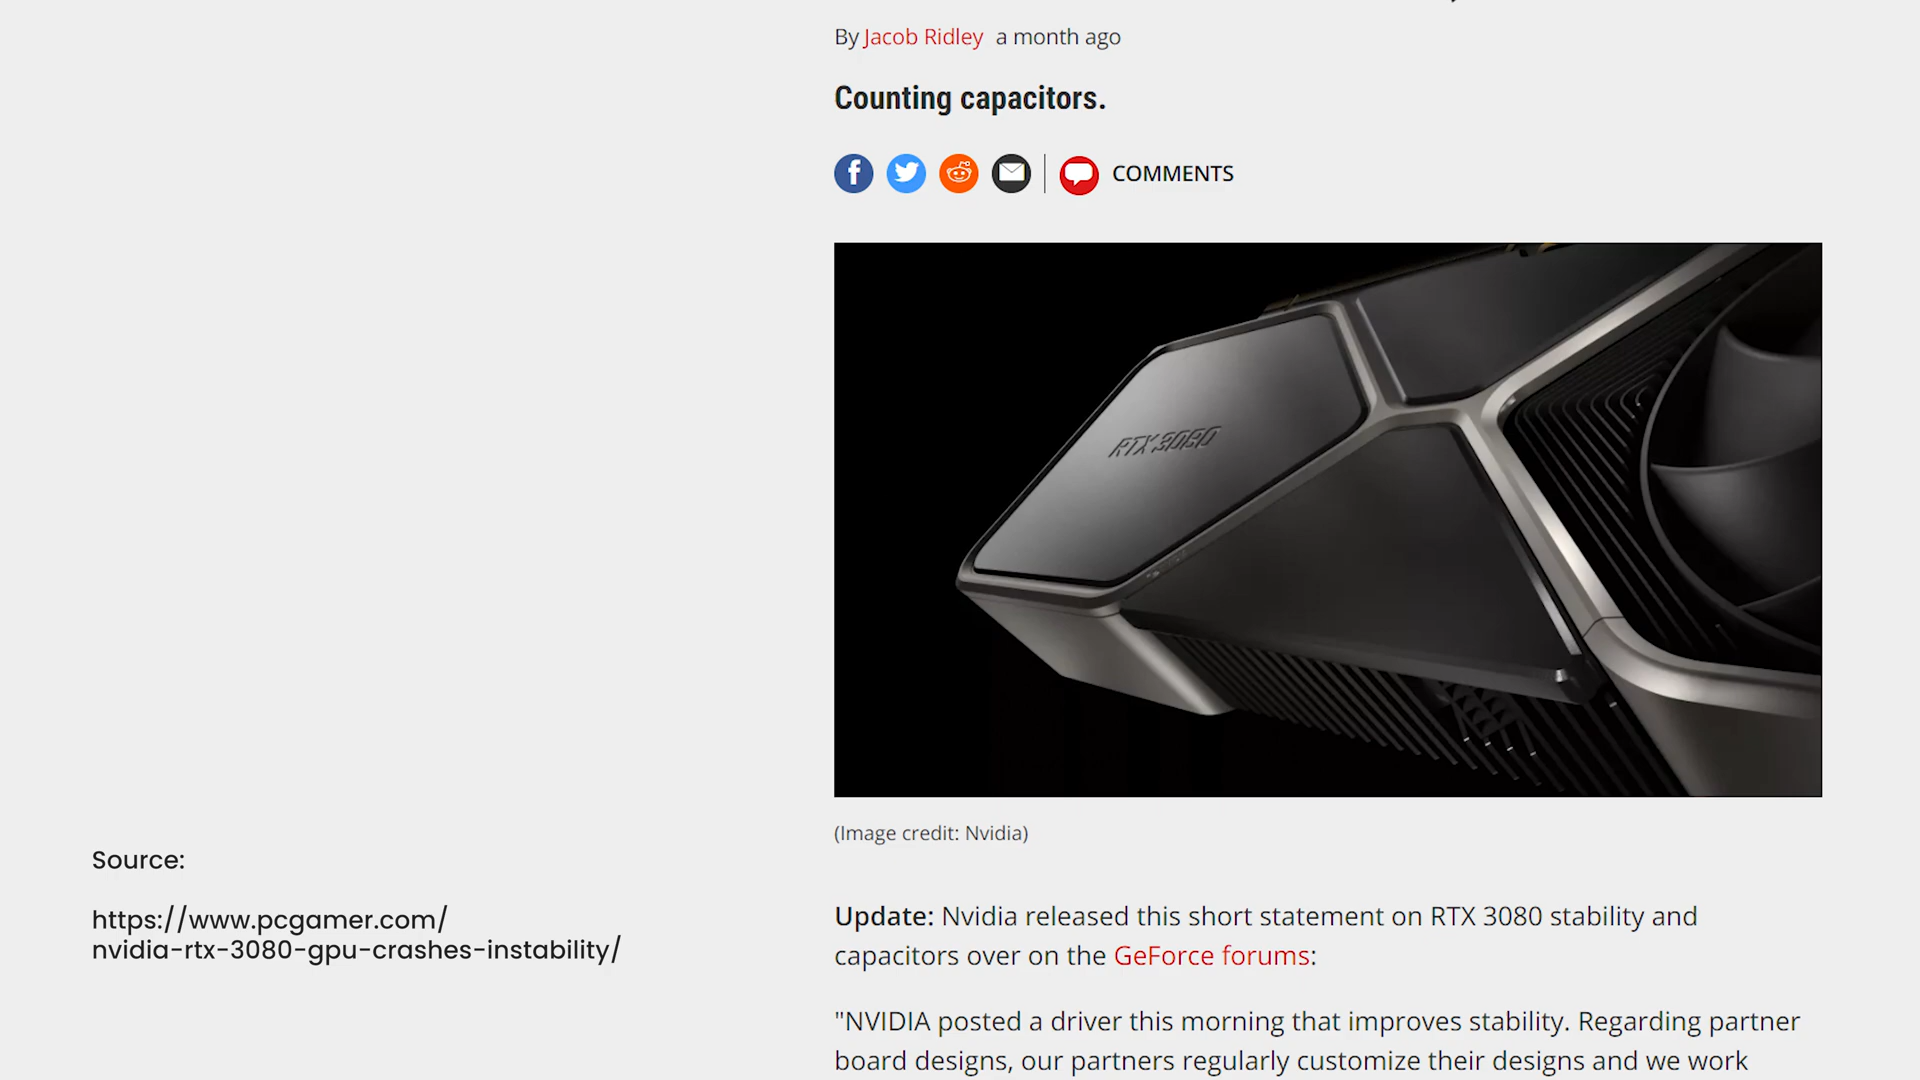 By Jacob Ridley a month ago
Counting capacitors.
COMMENTS
RTX 3080
(Image credit: Nvidia)
Source:
https://www.pcgamer.com/
nvidia-rtx-3080-gpu-crashes-instability/
Update: Nvidia released this short statement on RTX 3080 stability and
capacitors over on the GeForce forums:
"NVIDIA posted a driver this morning that improves stability. Regarding partner
board designs, our partners regularly customize their designs and we work